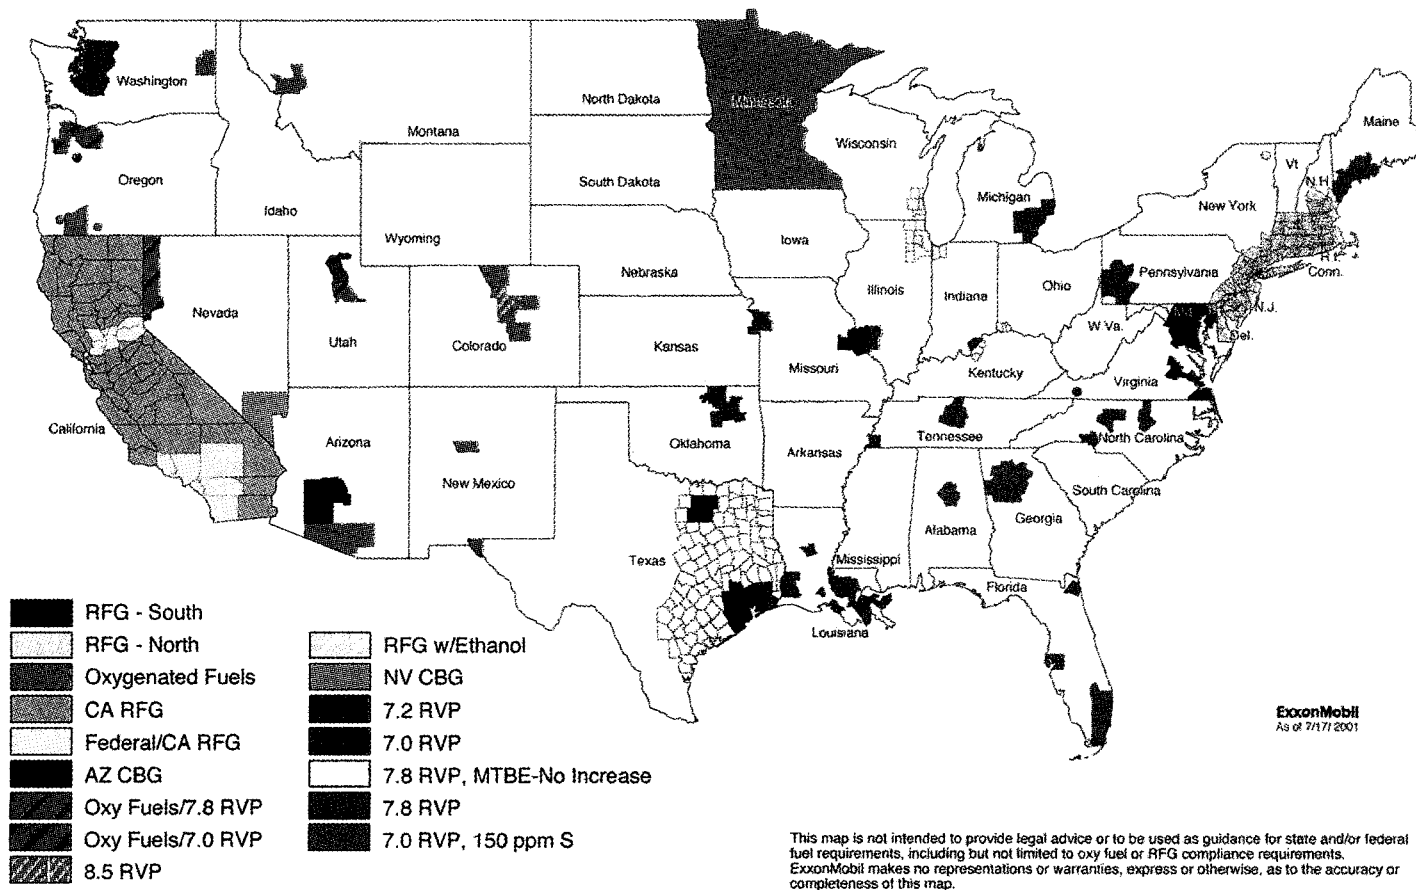 Washington
Montana
North Dakota
Minnesota
Maine
Oregon
Idaho
South Dakota
Wisconsin
Michigan
Vt
N.H
New York
Wyoming
Iowa
Nebraska
Nevada
Utah
Colorado
Kansas
Illinois
Indiana
Ohio
Pennsylvania
R I.
Conn.
N.J.
Del.
W Va.
Missouri
Kentucky
Virginia
California
Arizona
New Mexico
Oklahoma
Arkansas
Tennessee
North Carolina
South Carolina
Texas
Mississippi
Alabama
Georgia
Florida
Louisiana
RFG - South
RFG - North
Oxygenated Fuels
CA RFG
Federal/CA RFG
AZ CBG
Oxy Fuels/7.8 RVP
Oxy Fuels/7.0 RVP
8.5 RVP
RFG w/Ethanol
NV CBG
7.2 RVP
7.0 RVP
7.8 RVP, MTBE-No Increase
7.8 RVP
7.0 RVP, 150 ppm S
ExxonMobil
As of 7/17/ 2001
This map is not intended to provide legal advice or to be used as guidance for state and/or federal
fuel requirements, including but not limited to oxy fuel or RFG compliance requirements.
ExxonMobil makes no representations or warranties, express or otherwise, as to the accuracy or
completeness of this map.